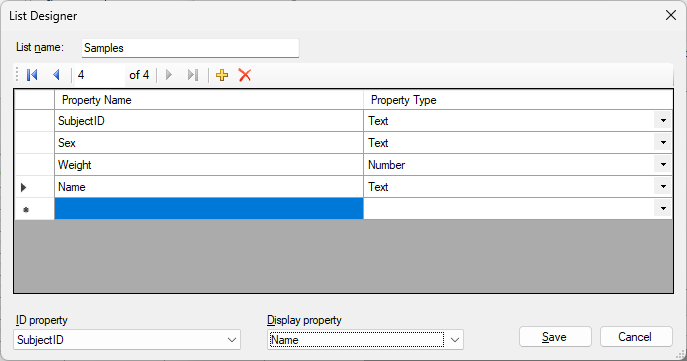 List Designer
List name: Samples
4 of 4
Property Name Property Type
SubjectID Text
Sex Text
Weight Number
Name Text
ID property Display property
SubjectID Name Save Cancel